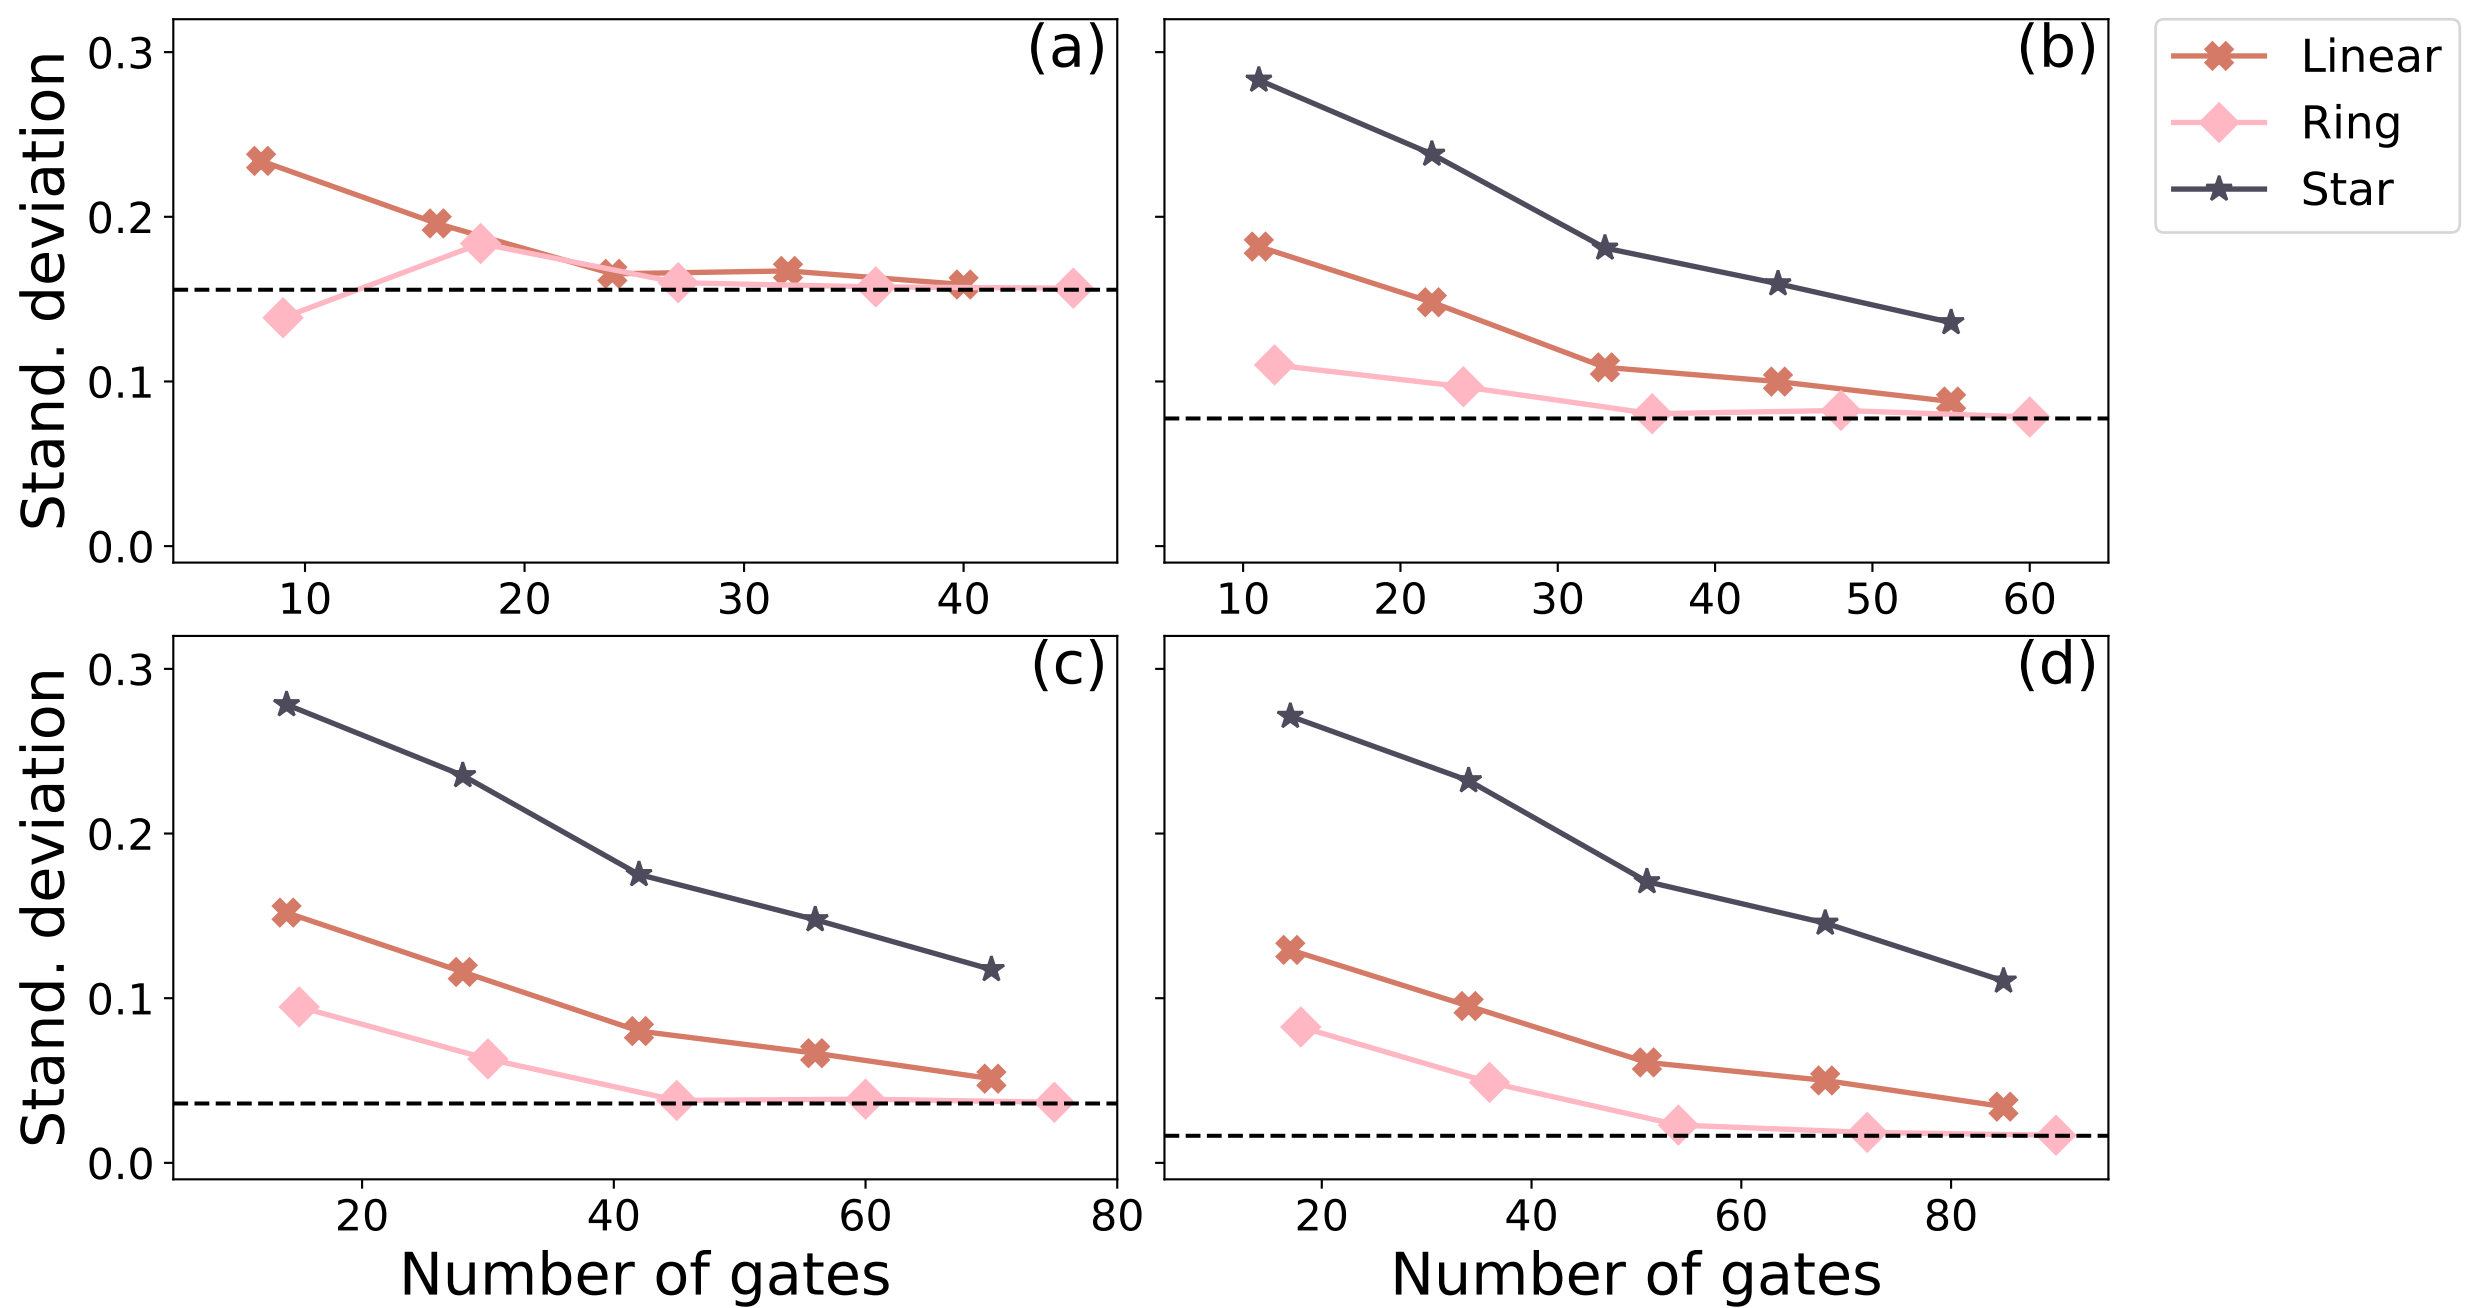 (a)
(b)
Linear
Ring
Star
Stand. deviation
0.3
0.2
0.1
0.0
10 20 30 40
10 20 30 40 50 60
(c)
(d)
Stand. deviation
0.3
0.2
0.1
0.0
20 40 60 80
20 40 60 80
Number of gates
Number of gates